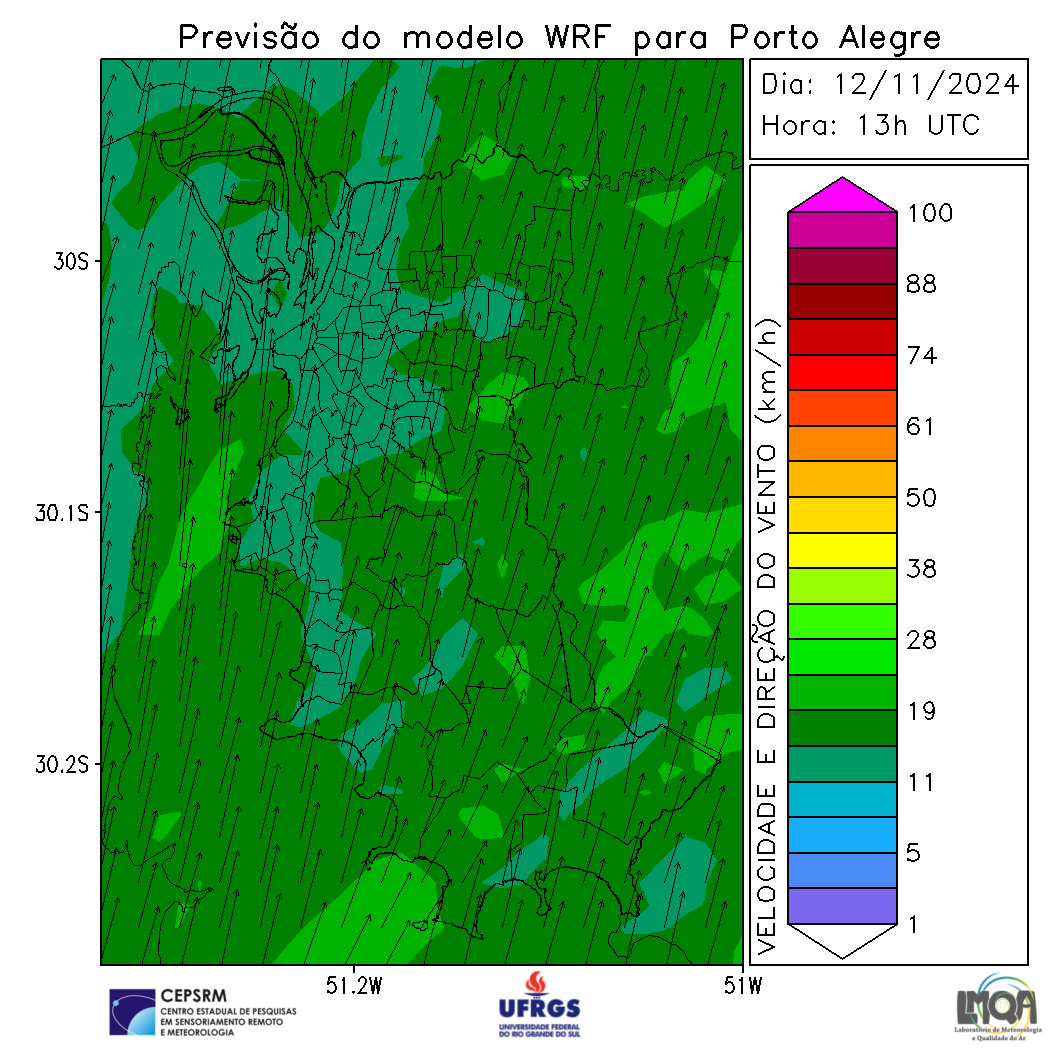 Previsão do modelo WRF para Porto Alegre
Dia: 12/11/2024
Hora: 13h UTC
30S
30.1S
30.2S
51.2W
51W
VELOCIDADE E DIREÇÃO DO VENTO (km/h)
100
88
74
61
50
38
28
19
11
5
1
CEPSRM
CENTRO ESTADUAL DE PESQUISAS
EM SENSORIAMENTO REMOTO
E METEOROLOGIA
UFRGS
UNIVERSIDADE FEDERAL
DO RIO GRANDE DO SUL
LMQA
Laboratório de Meteorologia
e Qualidade do Ar